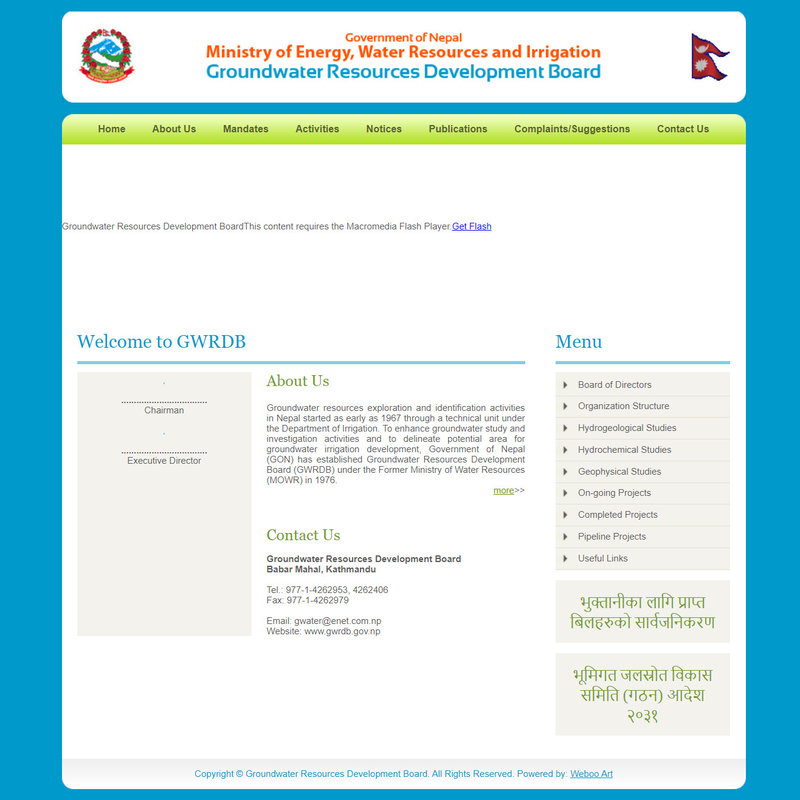 Government of Nepal
Ministry of Energy, Water Resources and Irrigation
Groundwater Resources Development Board
Home About Us Mandates Activities Notices Publications Complaints/Suggestions Contact Us
Groundwater Resources Development BoardThis content requires the Macromedia Flash Player.Get Flash
Welcome to GWRDB
Chairman
Executive Director
About Us
Groundwater resources exploration and identification activities
in Nepal started as early as 1967 through a technical unit under
the Department of Irrigation. To enhance groundwater study and
investigation activities and to delineate potential area for
groundwater irrigation development, Government of Nepal
(GON) has established Groundwater Resources Development
Board (GWRDB) under the Former Ministry of Water Resources
(MOWR) in 1976.
more>>
Contact Us
Groundwater Resources Development Board
Babar Mahal, Kathmandu
Tel.: 977-1-4262953, 4262406
Fax: 977-1-4262979
Email: gwater@enet.com.np
Website: www.gwrdb.gov.np
Menu
Board of Directors
Organization Structure
Hydrogeological Studies
Hydrochemical Studies
Geophysical Studies
On-going Projects
Completed Projects
Pipeline Projects
Useful Links
भुक्तानीका लागि प्राप्त
बिलहरुको सार्वजनिकरण
भूमिगत जलस्रोत विकास
समिति (गठन) आदेश
२०३१
Copyright © Groundwater Resources Development Board. All Rights Reserved. Powered by: Weboo Art